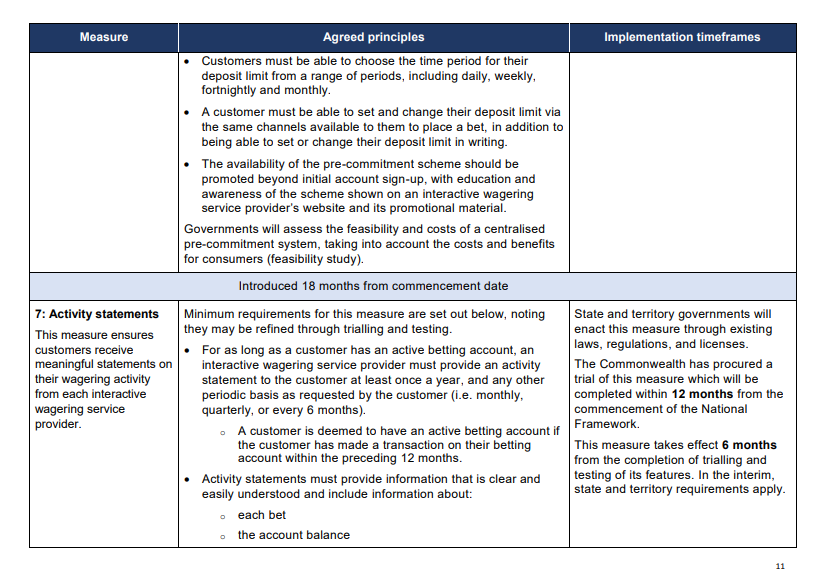 Measure
Agreed principles
Implementation timeframes
• Customers must be able to choose the time period for their
deposit limit from a range of periods, including daily, weekly,
fortnightly and monthly.
• A customer must be able to set and change their deposit limit via
the same channels available to them to place a bet, in addition to
being able to set or change their deposit limit in writing.
• The availability of the pre-commitment scheme should be
promoted beyond initial account sign-up, with education and
awareness of the scheme shown on an interactive wagering
service provider's website and its promotional material.
Governments will assess the feasibility and costs of a centralised
pre-commitment system, taking into account the costs and benefits
for consumers (feasibility study).
Introduced 18 months from commencement date
7: Activity statements
This measure ensures
customers receive
meaningful statements on
their wagering activity
from each interactive
wagering service
provider.
Minimum requirements for this measure are set out below, noting
they may be refined through trialling and testing.
• For as long as a customer has an active betting account, an
interactive wagering service provider must provide an activity
statement to the customer at least once a year, and any other
periodic basis as requested by the customer (i.e. monthly,
quarterly, or every 6 months).
○ A customer is deemed to have an active betting account if
the customer has made a transaction on their betting
account within the preceding 12 months.
• Activity statements must provide information that is clear and
easily understood and include information about:
○ each bet
○ the account balance
State and territory governments will
enact this measure through existing
laws, regulations, and licenses.
The Commonwealth has procured a
trial of this measure which will be
completed within 12 months from the
commencement of the National
Framework.
This measure takes effect 6 months
from the completion of trialling and
testing of its features. In the interim,
state and territory requirements apply.
11